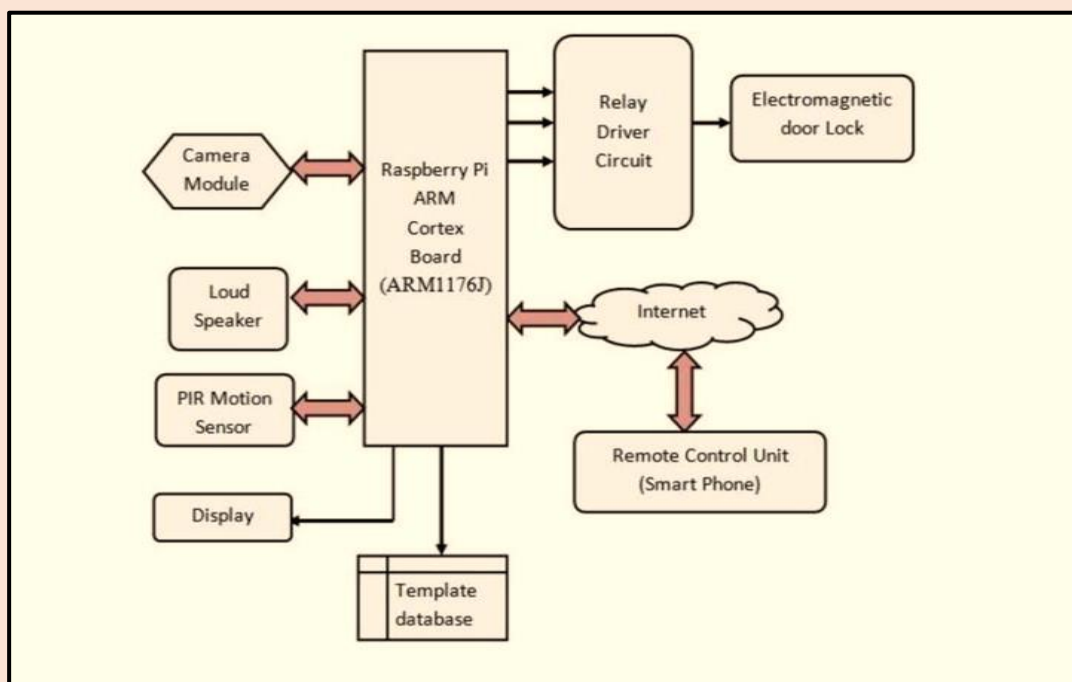 Camera
Module
Loud
Speaker
PIR Motion
Sensor
Display
Raspberry Pi
ARM
Cortex
Board
(ARM1176J)
Template
database
Relay
Driver
Circuit
Electromagnetic
door Lock
Internet
Remote Control Unit
(Smart Phone)